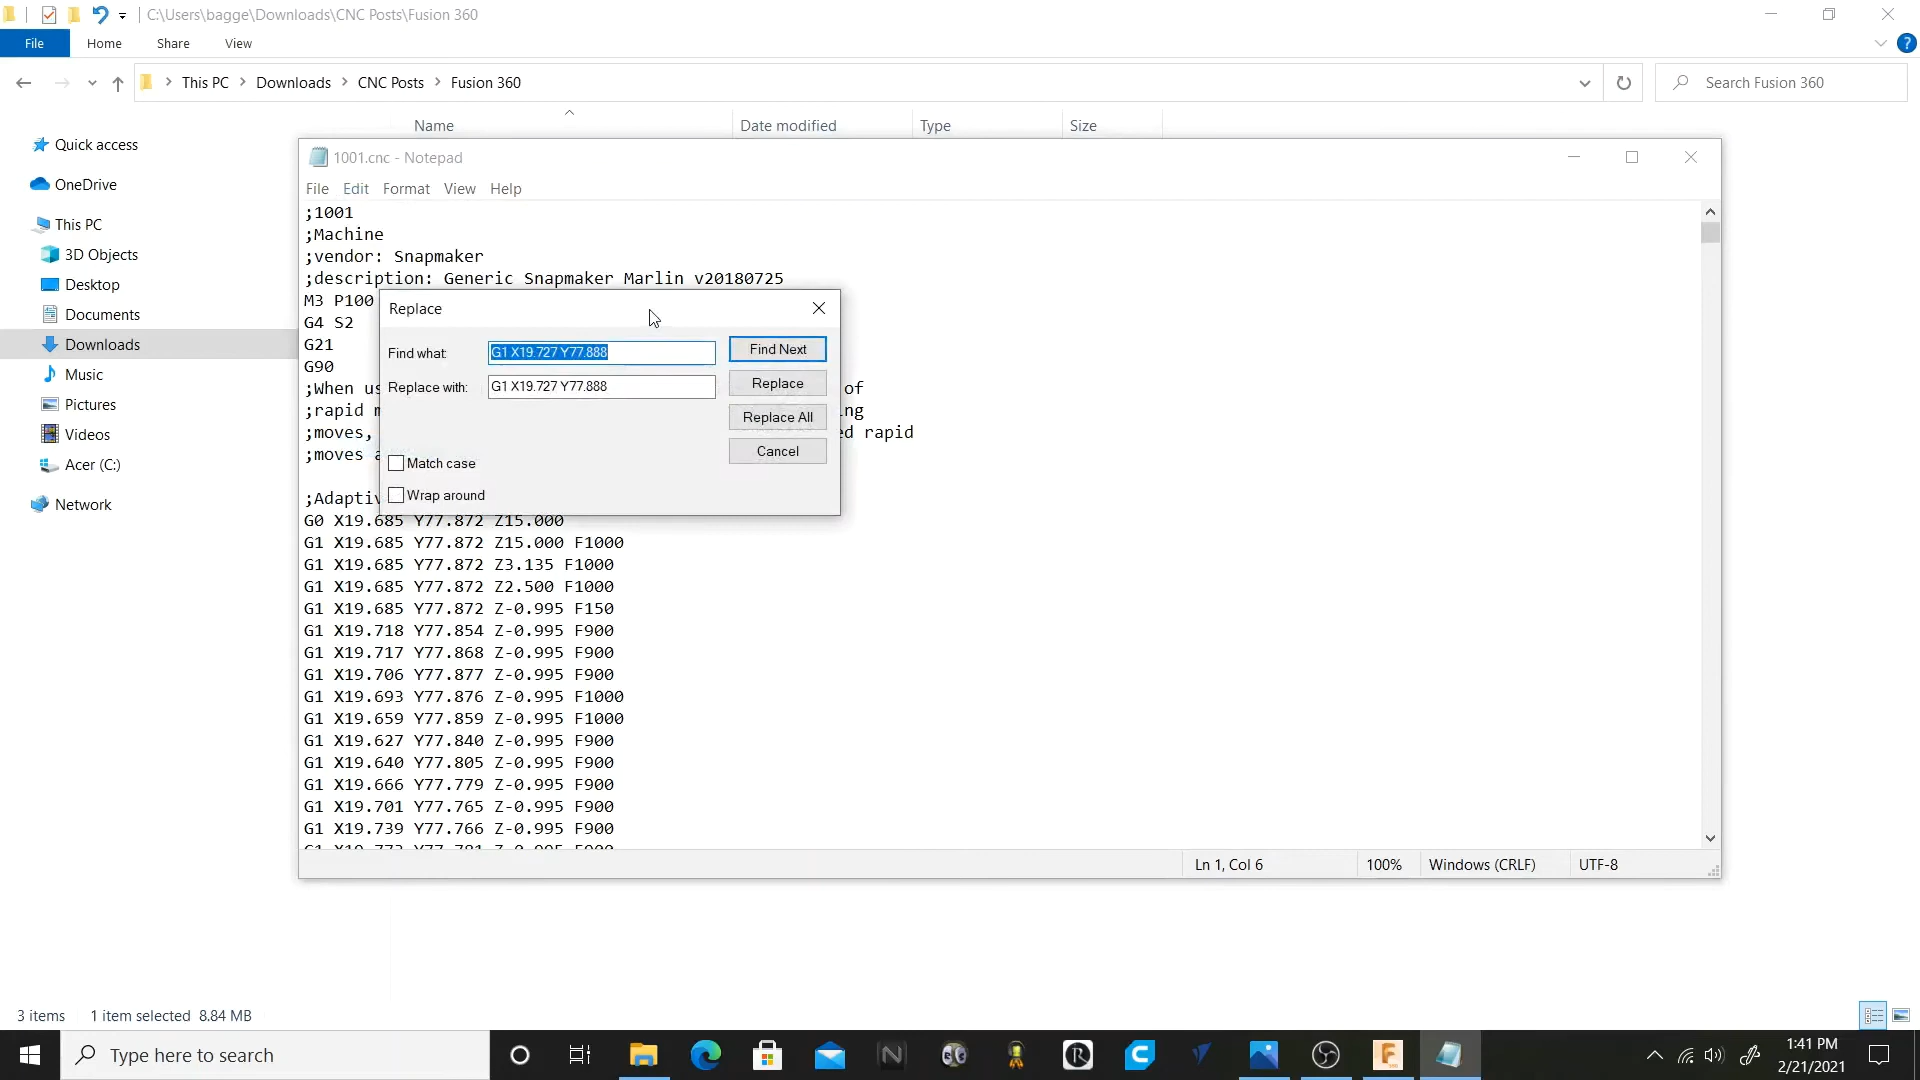 C:\Users\bagge\Downloads\CNC Posts\Fusion 360
File Home Share View
This PC Downloads CNC Posts Fusion 360
Search Fusion 360
Name Date modified Type Size
Quick access
OneDrive
This PC
3D Objects
Desktop
Documents
Downloads
Music
Pictures
Videos
Acer (C:)
Network
1001.cnc - Notepad
File Edit Format View Help
;1001
;Machine
;vendor: Snapmaker
;description: Generic Snapmaker Marlin v20180725
M3 P100
G4 S2
G21
G90
;When us of
;rapid m ng
;moves, ed rapid
;moves a
;Adaptiv
G0 X19.685 Y77.872 Z15.000
G1 X19.685 Y77.872 Z15.000 F1000
G1 X19.685 Y77.872 Z3.135 F1000
G1 X19.685 Y77.872 Z2.500 F1000
G1 X19.685 Y77.872 Z-0.995 F150
G1 X19.718 Y77.854 Z-0.995 F900
G1 X19.717 Y77.868 Z-0.995 F900
G1 X19.706 Y77.877 Z-0.995 F900
G1 X19.693 Y77.876 Z-0.995 F1000
G1 X19.659 Y77.859 Z-0.995 F1000
G1 X19.627 Y77.840 Z-0.995 F900
G1 X19.640 Y77.805 Z-0.995 F900
G1 X19.666 Y77.779 Z-0.995 F900
G1 X19.701 Y77.765 Z-0.995 F900
G1 X19.739 Y77.766 Z-0.995 F900
G1 X19.773 Y77.781 Z-0.995 F900
Replace
Find what: G1 X19.727 Y77.888 Find Next
Replace with: G1 X19.727 Y77.888 Replace
Replace All
Cancel
Match case
Wrap around
Ln 1, Col 6 100% Windows (CRLF) UTF-8
3 items 1 item selected 8.84 MB
Type here to search
1:41 PM
2/21/2021